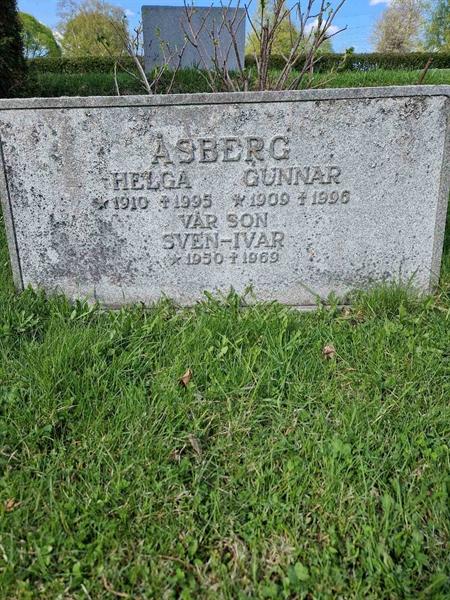 ÅSBERG
HELGA GUNNAR
*1910 †1995 *1909 †1996
VÅR SON
SVEN-IVAR
*1950 †1969